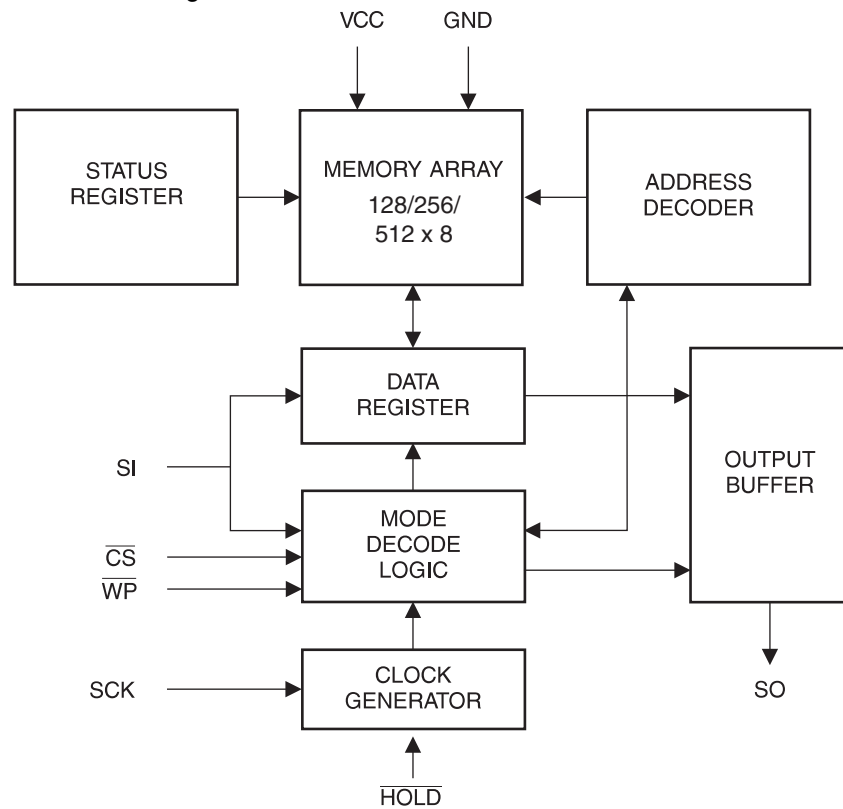 VCC
GND
STATUS
REGISTER
MEMORY ARRAY
128/256/
512 x 8
ADDRESS
DECODER
DATA
REGISTER
SI
MODE
DECODE
LOGIC
OUTPUT
BUFFER
CS
WP
SCK
CLOCK
GENERATOR
SO
HOLD